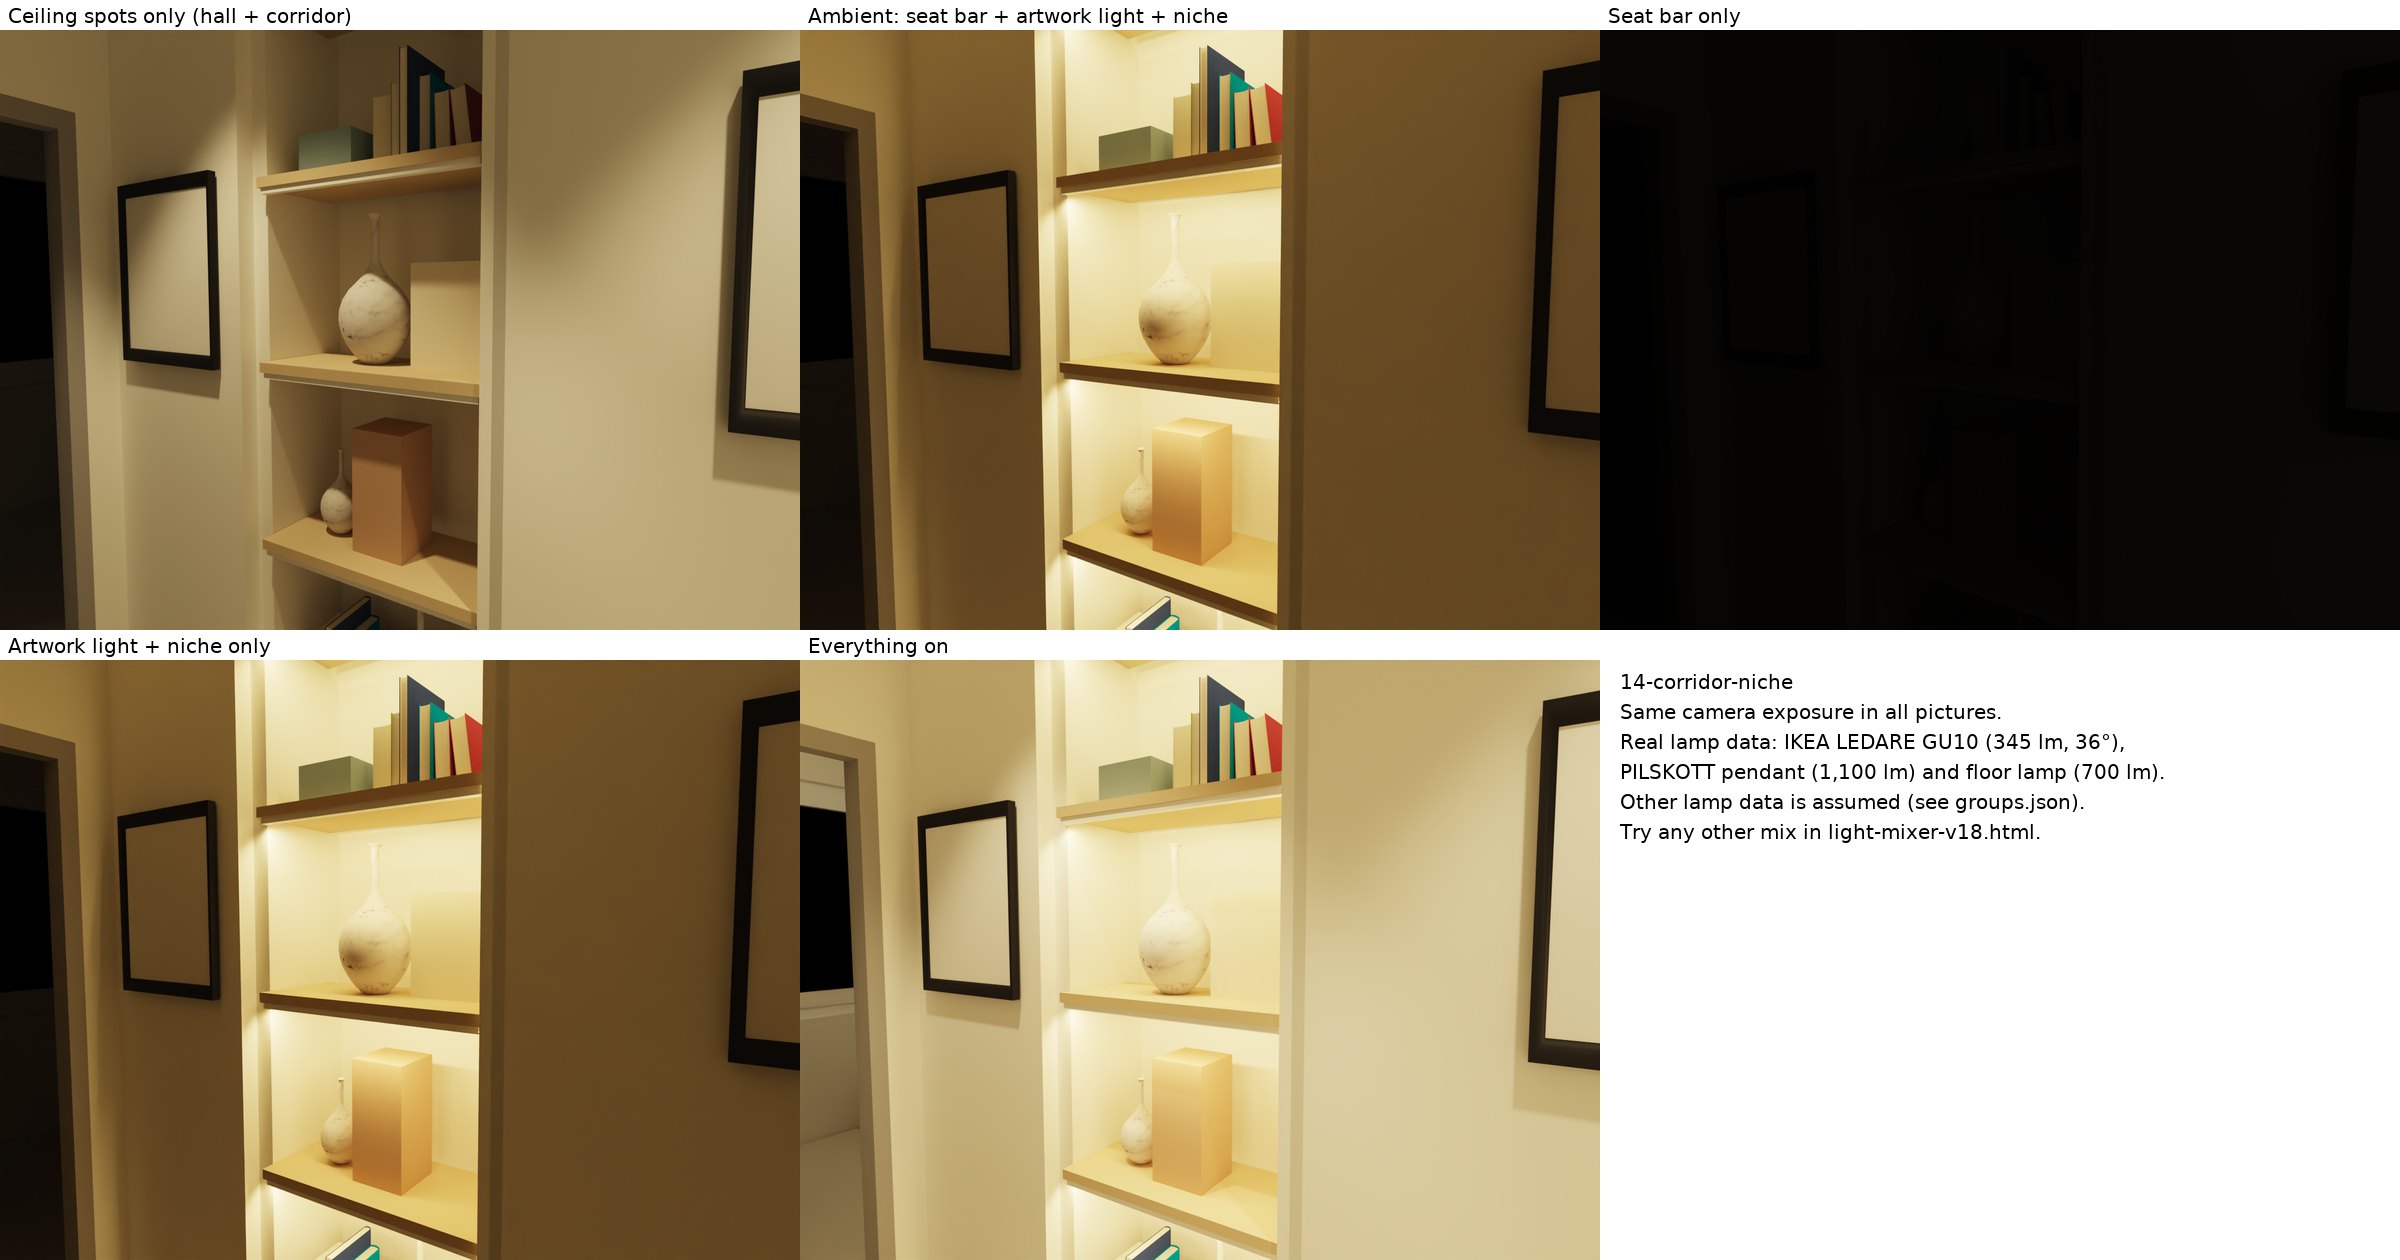 Ceiling spots only (hall + corridor)
Ambient: seat bar + artwork light + niche
Seat bar only
Artwork light + niche only
Everything on
14-corridor-niche
Same camera exposure in all pictures.
Real lamp data: IKEA LEDARE GU10 (345 lm, 36°),
PILSKOTT pendant (1,100 lm) and floor lamp (700 lm).
Other lamp data is assumed (see groups.json).
Try any other mix in light-mixer-v18.html.